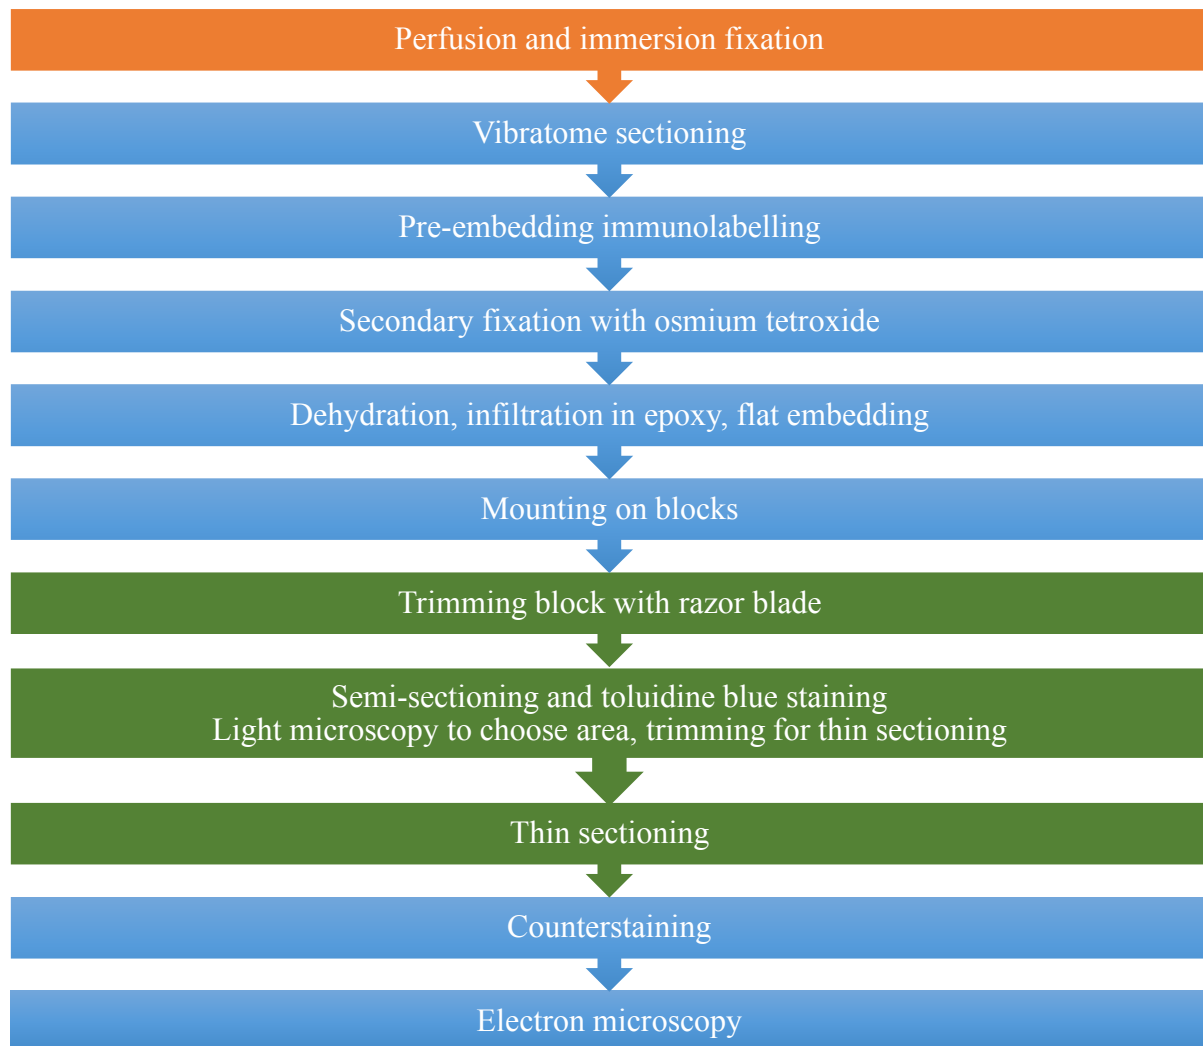 Perfusion and immersion fixation
Vibratome sectioning
Pre-embedding immunolabelling
Secondary fixation with osmium tetroxide
Dehydration, infiltration in epoxy, flat embedding
Mounting on blocks
Trimming block with razor blade
Semi-sectioning and toluidine blue staining
Light microscopy to choose area, trimming for thin sectioning
Thin sectioning
Counterstaining
Electron microscopy